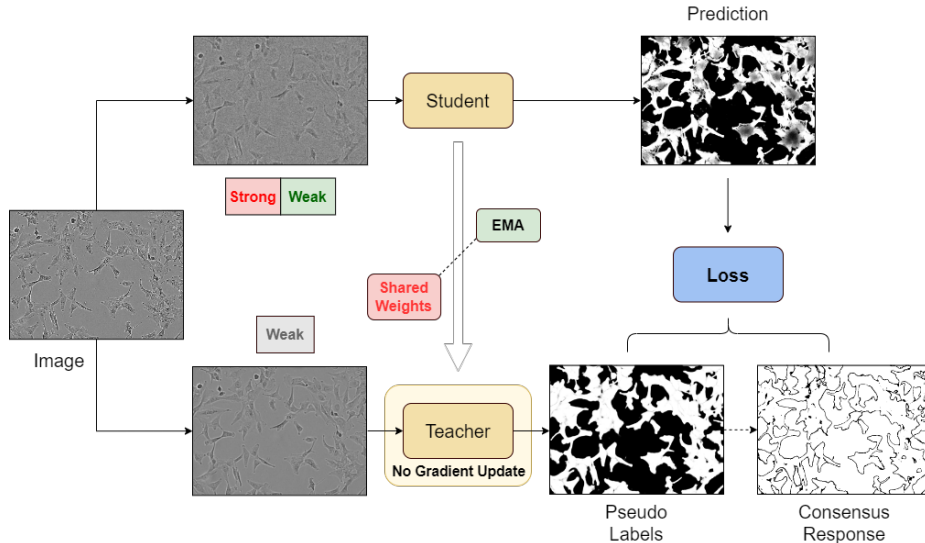 Prediction
Student
Strong Weak
EMA
Shared
Weights
Loss
Weak
Image
Teacher
No Gradient Update
Pseudo
Labels
Consensus
Response